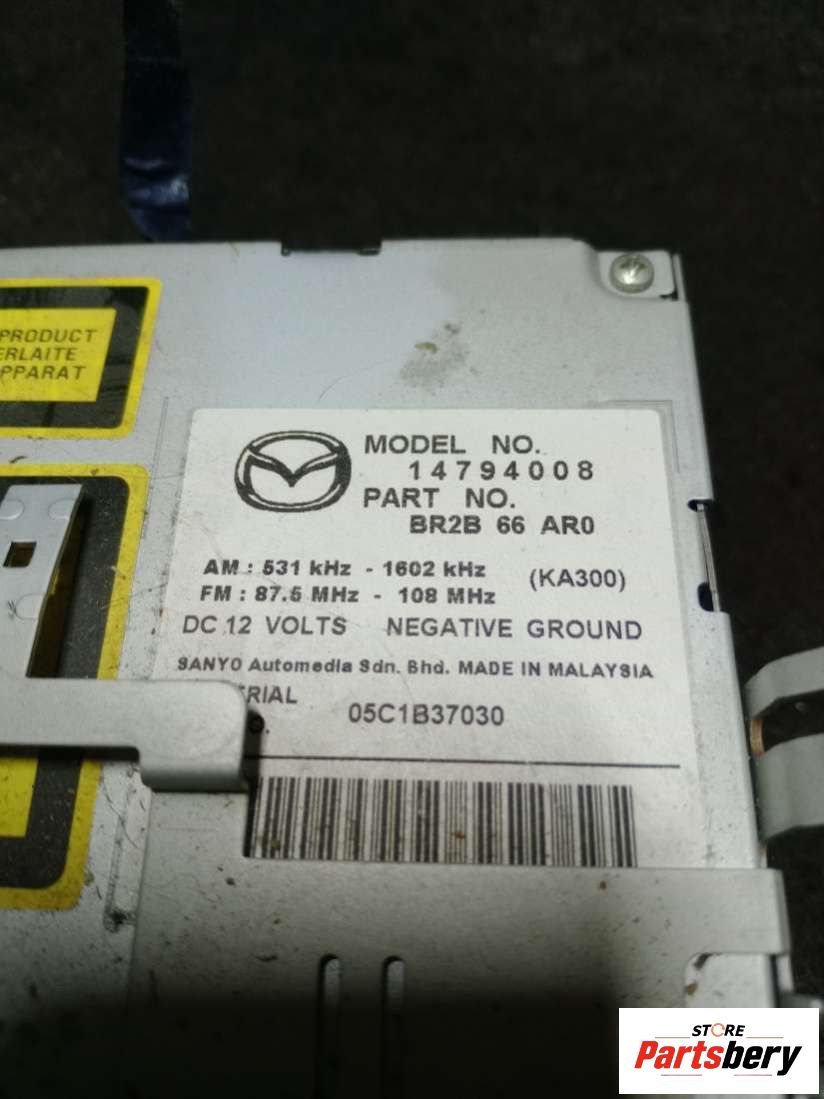 PRODUCT
ERLAITE
PPARAT
MODEL NO.
14794008
PART NO.
BR2B 66 AR0
AM : 531 kHz - 1602 kHz
(KA300)
FM : 87.5 MHz - 108 MHz
DC 12 VOLTS NEGATIVE GROUND
SANYO Automedia Sdn. Bhd. MADE IN MALAYSIA
ERIAL
05C1B37030
STORE
Partsbery